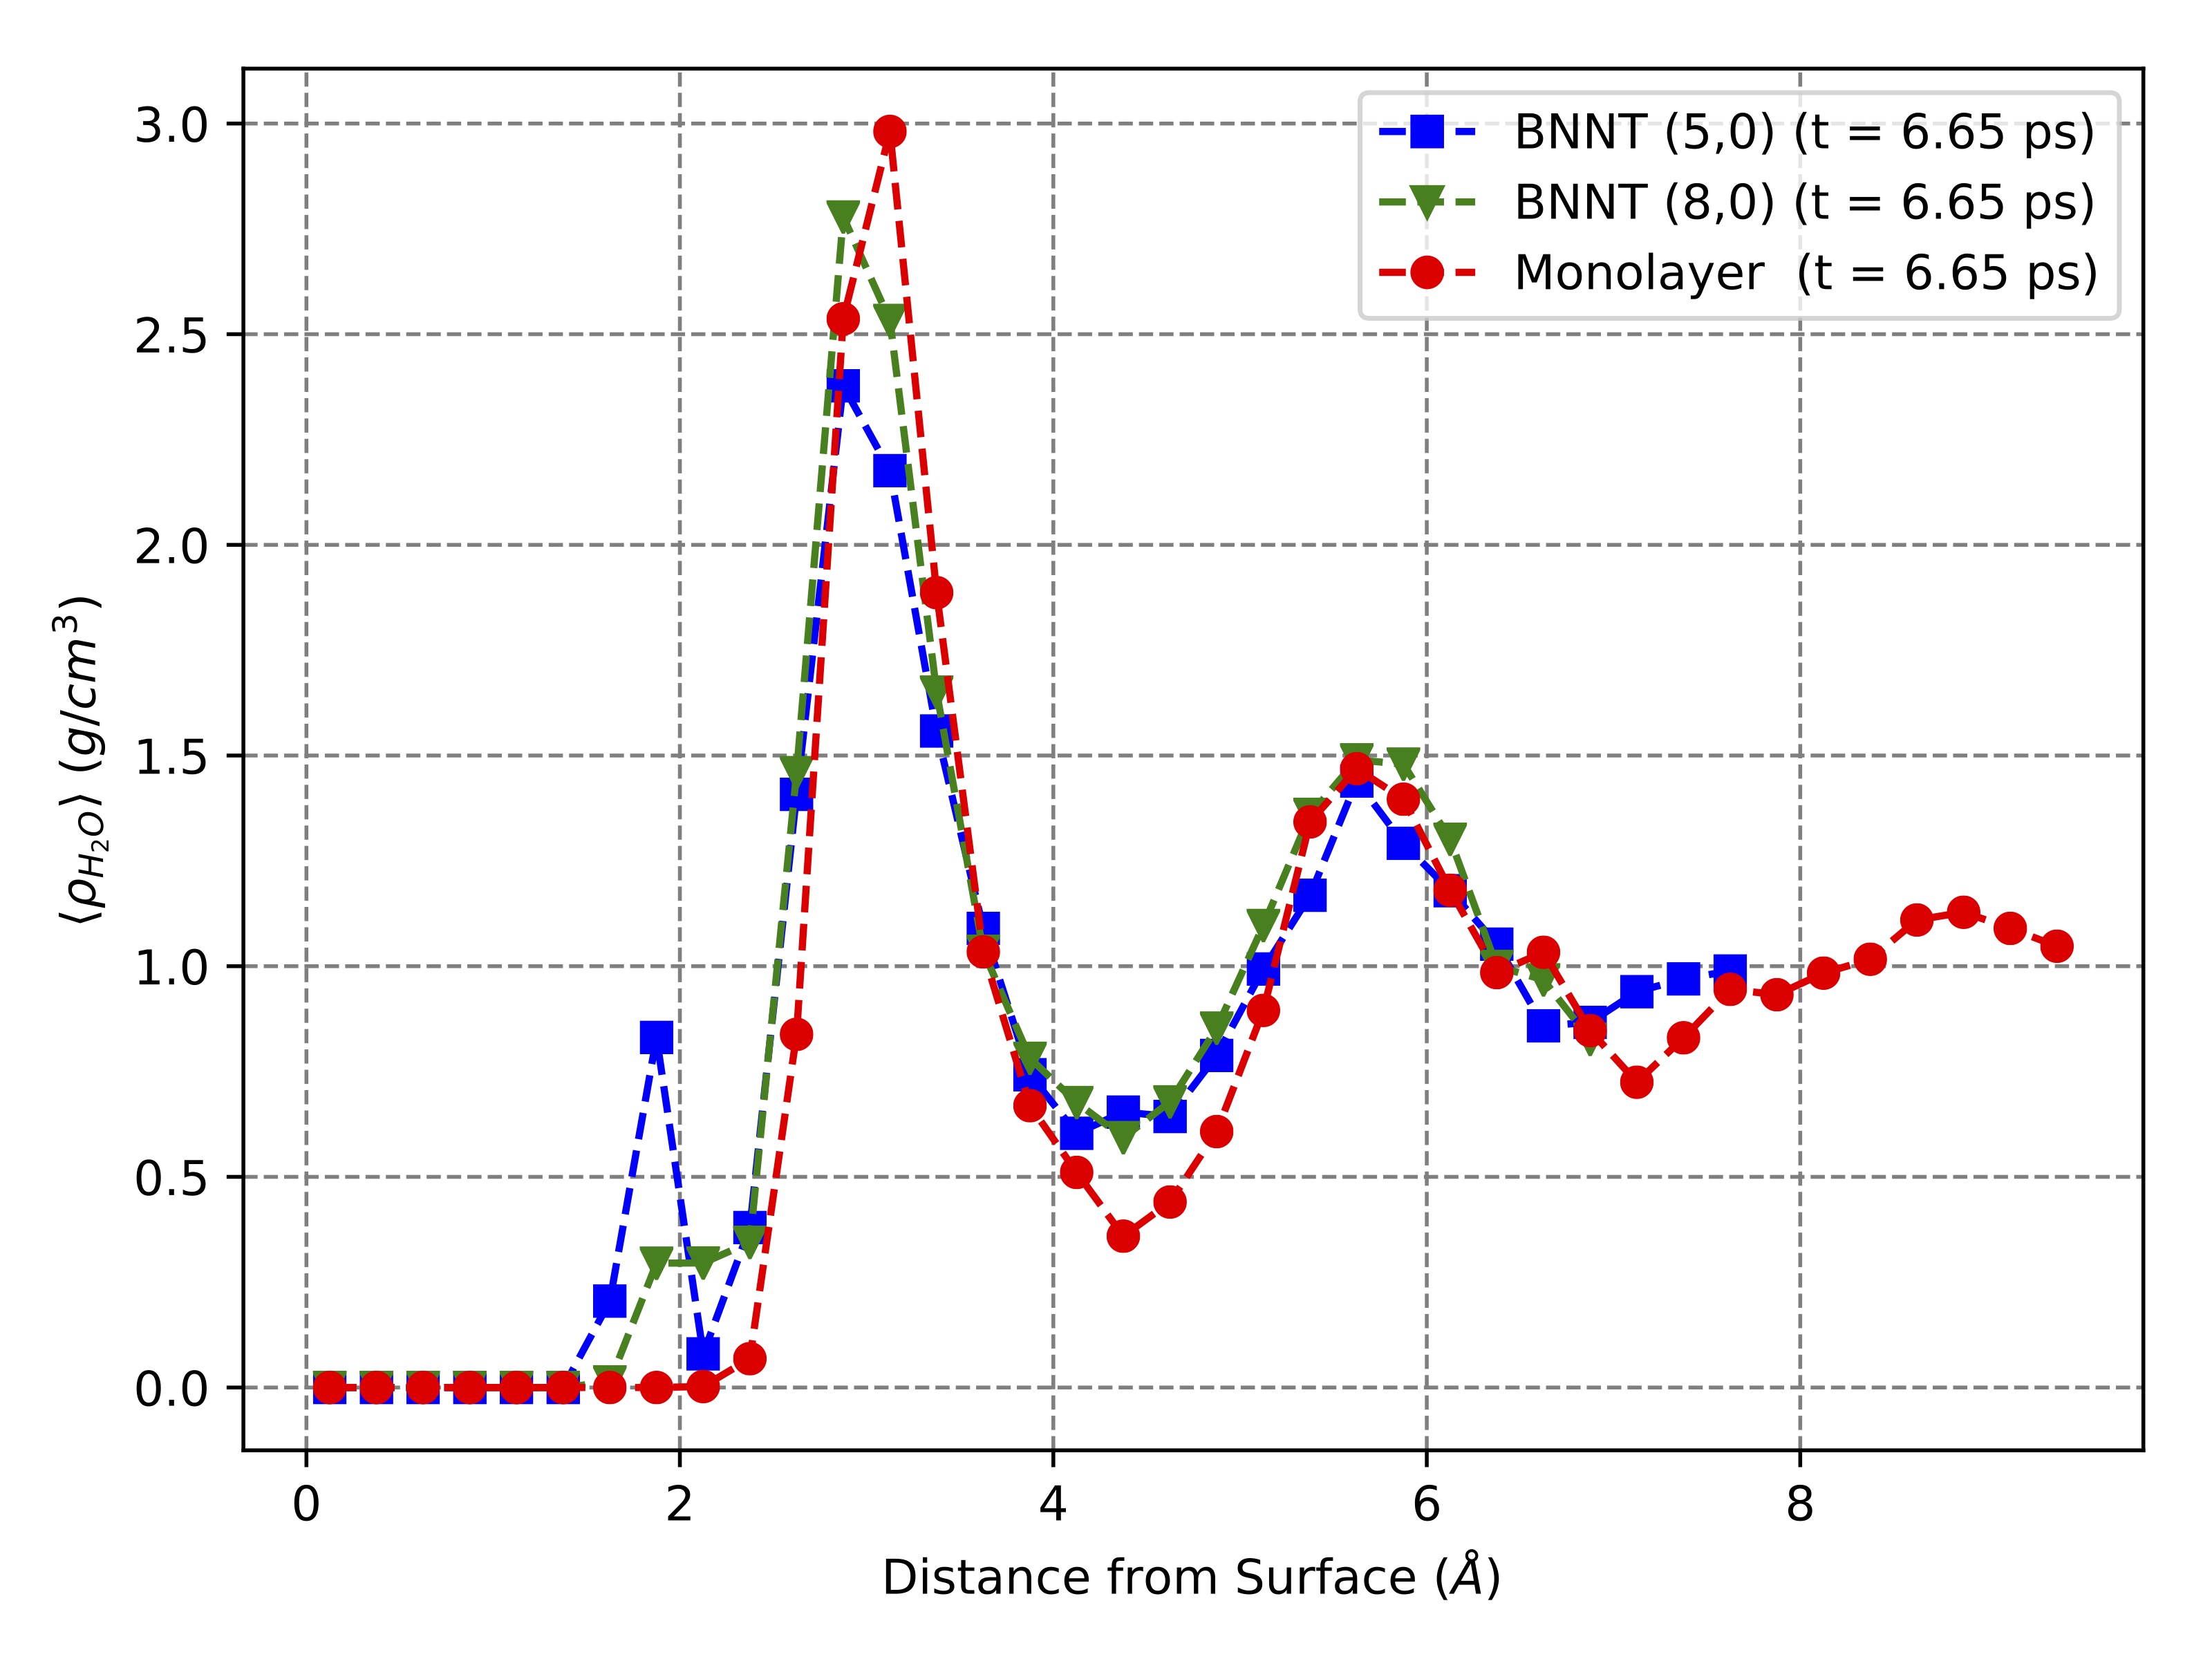 3.0
2.5
2.0
1.5
1.0
0.5
0.0
⟨ρH₂O⟩ (g/cm³)
0 2 4 6 8
Distance from Surface (Å)
BNNT (5,0) (t = 6.65 ps)
BNNT (8,0) (t = 6.65 ps)
Monolayer (t = 6.65 ps)